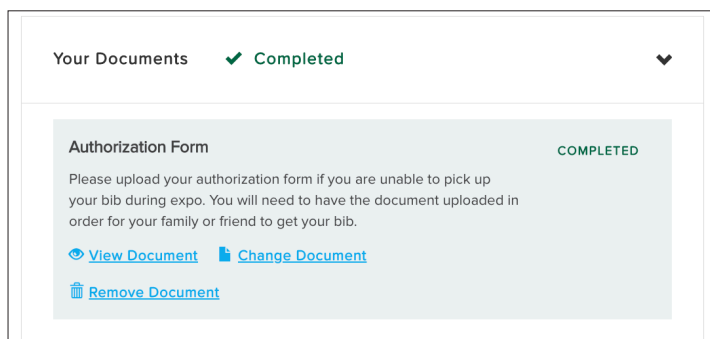 Your Documents Completed
Authorization Form COMPLETED
Please upload your authorization form if you are unable to pick up
your bib during expo. You will need to have the document uploaded in
order for your family or friend to get your bib.
View Document Change Document
Remove Document